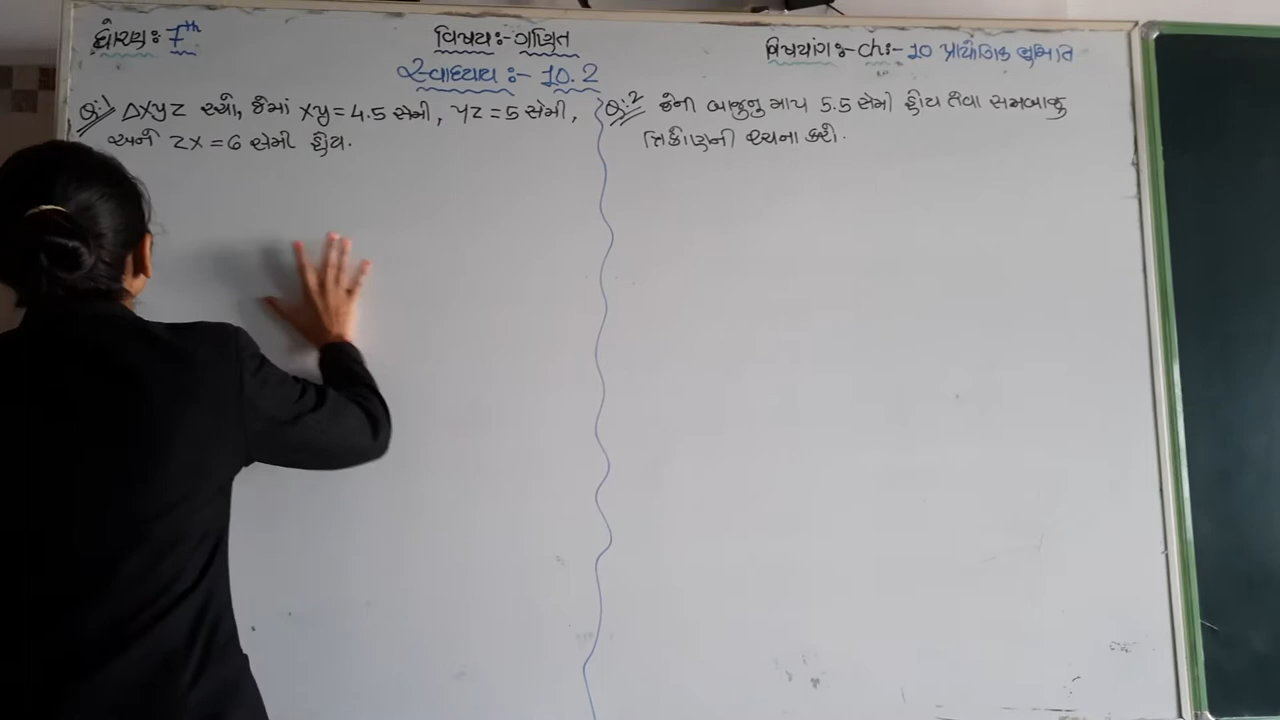 ધોરણ: 7th
વિષય:- ગણિત
વિષયાંગ:- ch:- 10 પ્રાયોગિક ભૂમિતિ
સ્વાધ્યાય:- 10.2
Q:1 ΔXYZ રચો, જેમાં XY = 4.5 સેમી, YZ = 5 સેમી,
અને ZX = 6 સેમી હોય.
Q:2 જેની બાજુનુ માપ 5.5 સેમી હોય તેવા સમબાજુ
ત્રિકોણની રચના કરો.